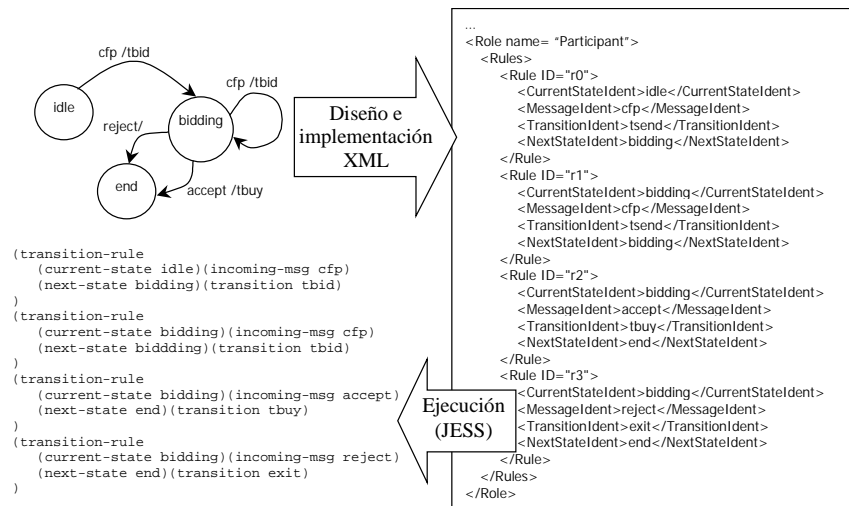 cfp /tbid
cfp /tbid
idle
bidding
reject/
end
accept /tbuy
Diseño e
implementación
XML
...
<Role name= “Participant”>
<Rules>
<Rule ID="r0">
<CurrentStateIdent>idle</CurrentStateIdent>
<MessageIdent>cfp</MessageIdent>
<TransitionIdent>tsend</TransitionIdent>
<NextStateIdent>bidding</NextStateIdent>
</Rule>
<Rule ID="r1">
<CurrentStateIdent>bidding</CurrentStateIdent>
<MessageIdent>cfp</MessageIdent>
<TransitionIdent>tsend</TransitionIdent>
<NextStateIdent>bidding</NextStateIdent>
</Rule>
<Rule ID="r2">
<CurrentStateIdent>bidding</CurrentStateIdent>
<MessageIdent>accept</MessageIdent>
<TransitionIdent>tbuy</TransitionIdent>
<NextStateIdent>end</NextStateIdent>
</Rule>
<Rule ID="r3">
<CurrentStateIdent>bidding</CurrentStateIdent>
<MessageIdent>reject</MessageIdent>
<TransitionIdent>exit</TransitionIdent>
<NextStateIdent>end</NextStateIdent>
</Rule>
</Rules>
</Role>
Ejecución
(JESS)
(transition-rule
(current-state idle)(incoming-msg cfp)
(next-state bidding)(transition tbid)
)
(transition-rule
(current-state bidding)(incoming-msg cfp)
(next-state biddding)(transition tbid)
)
(transition-rule
(current-state bidding)(incoming-msg accept)
(next-state end)(transition tbuy)
)
(transition-rule
(current-state bidding)(incoming-msg reject)
(next-state end)(transition exit)
)